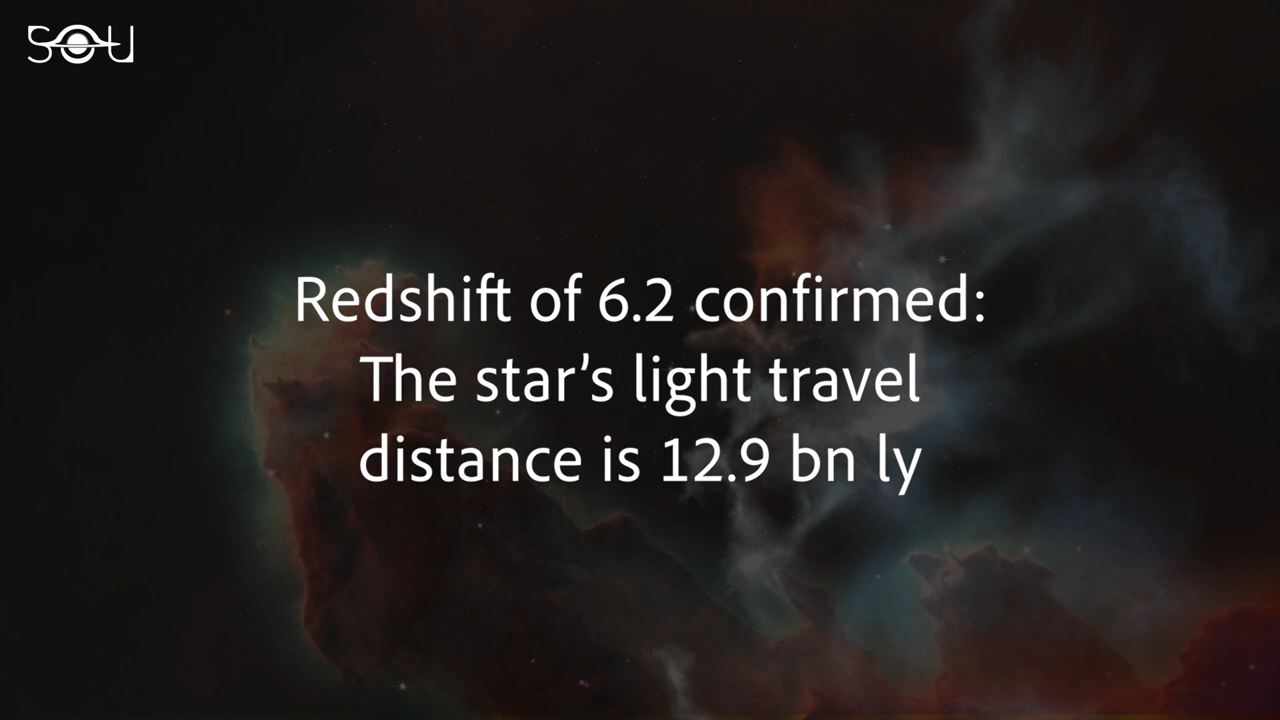 SOU
Redshift of 6.2 confirmed:
The star’s light travel
distance is 12.9 bn ly